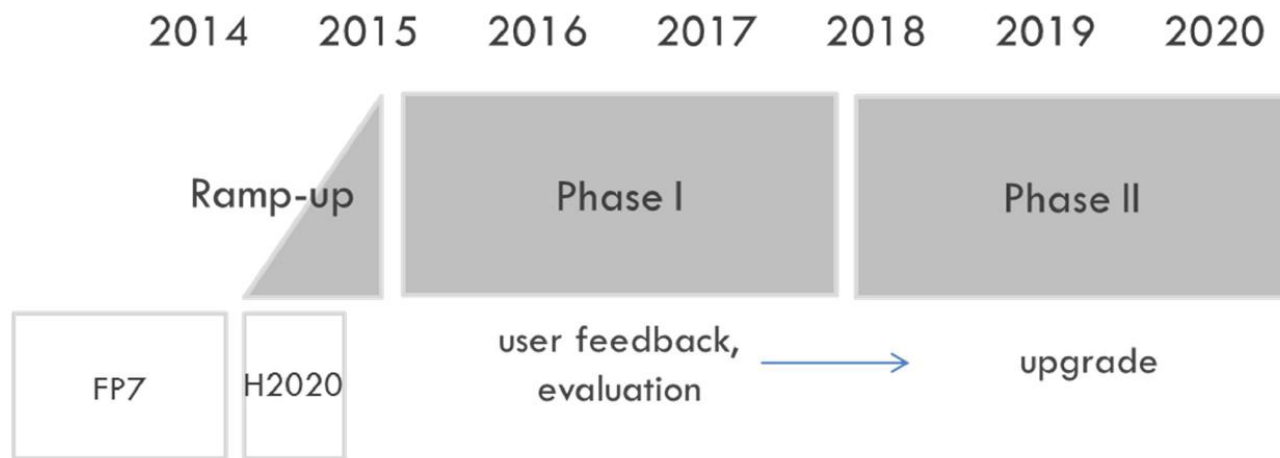 2014 2015 2016 2017 2018 2019 2020
Ramp-up Phase I Phase II
FP7 H2020 user feedback,
evaluation
upgrade